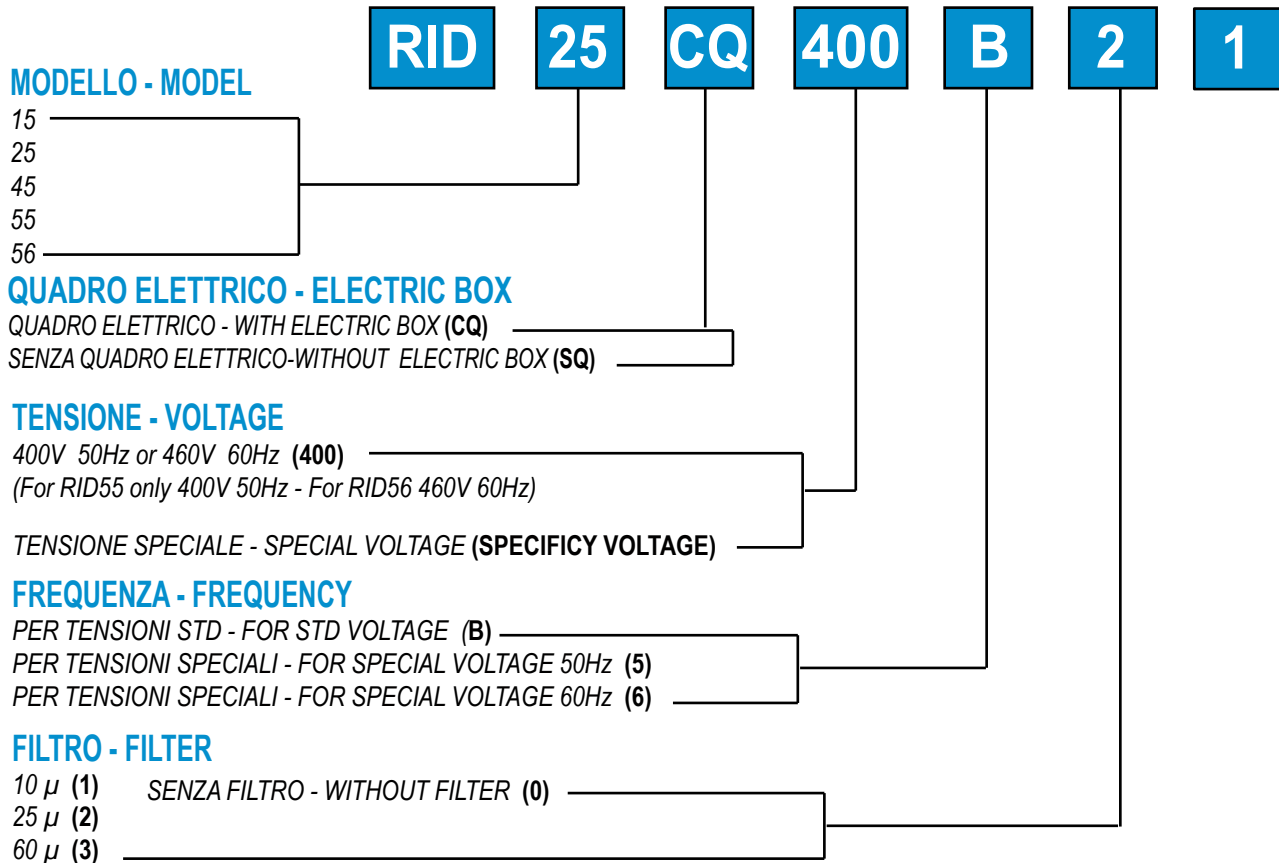 RID 25 CQ 400 B 2 1
MODELLO - MODEL
15
25
45
55
56
QUADRO ELETTRICO - ELECTRIC BOX
QUADRO ELETTRICO - WITH ELECTRIC BOX (CQ)
SENZA QUADRO ELETTRICO-WITHOUT ELECTRIC BOX (SQ)
TENSIONE - VOLTAGE
400V 50Hz or 460V 60Hz (400)
(For RID55 only 400V 50Hz - For RID56 460V 60Hz)
TENSIONE SPECIALE - SPECIAL VOLTAGE (SPECIFICY VOLTAGE)
FREQUENZA - FREQUENCY
PER TENSIONI STD - FOR STD VOLTAGE (B)
PER TENSIONI SPECIALI - FOR SPECIAL VOLTAGE 50Hz (5)
PER TENSIONI SPECIALI - FOR SPECIAL VOLTAGE 60Hz (6)
FILTRO - FILTER
10 µ (1) SENZA FILTRO - WITHOUT FILTER (0)
25 µ (2)
60 µ (3)